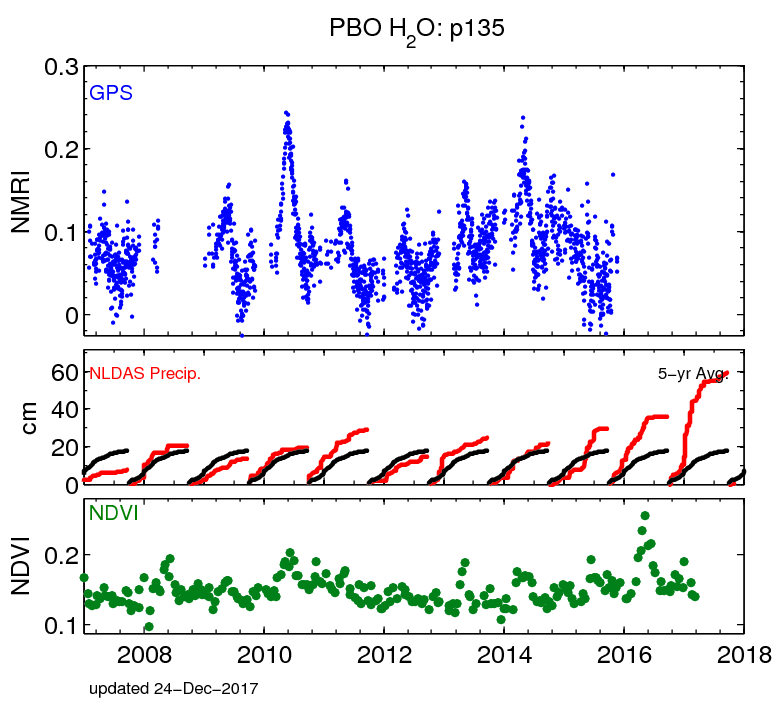 PBO H2O: p135
0.3
GPS
0.2
NMRI
0.1
0
60
NLDAS Precip.
5−yr Avg.
40
cm
20
0
NDVI
0.2
NDVI
0.1
2008 2010 2012 2014 2016 2018
updated 24−Dec−2017